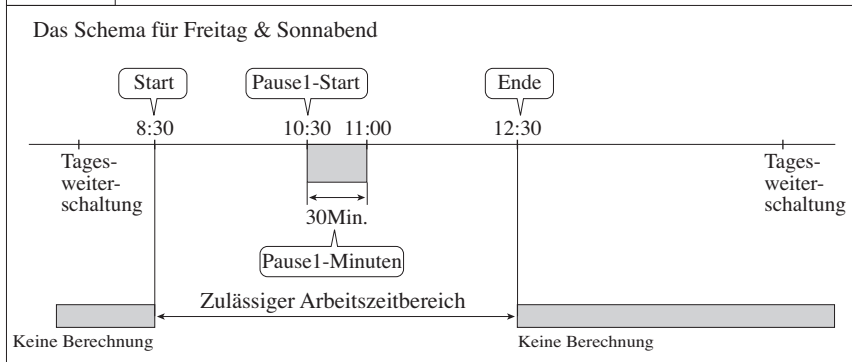 Das Schema für Freitag & Sonnabend
Start
Pause1-Start
Ende
8:30
10:30
11:00
12:30
Tages-
weiter-
schaltung
Tages-
weiter-
schaltung
30Min.
Pause1-Minuten
Zulässiger Arbeitszeitbereich
Keine Berechnung
Keine Berechnung